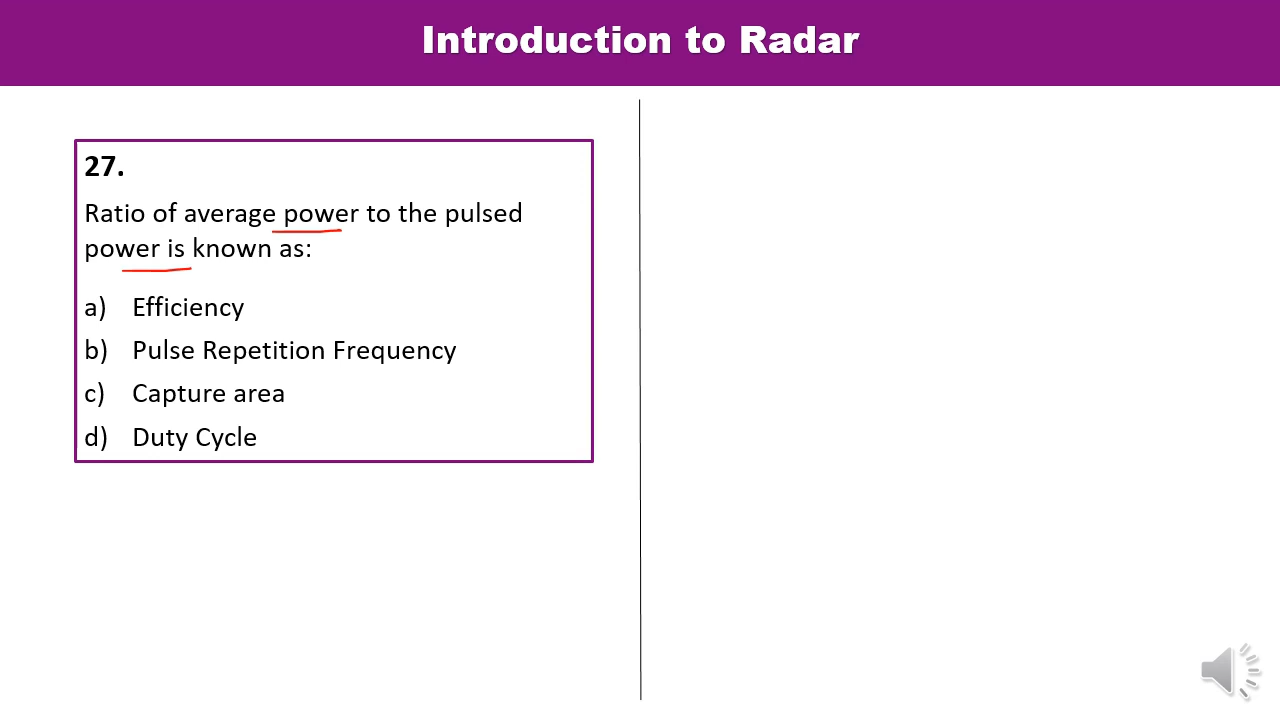 Introduction to Radar
27.
Ratio of average power to the pulsed
power is known as:
a) Efficiency
b) Pulse Repetition Frequency
c) Capture area
d) Duty Cycle